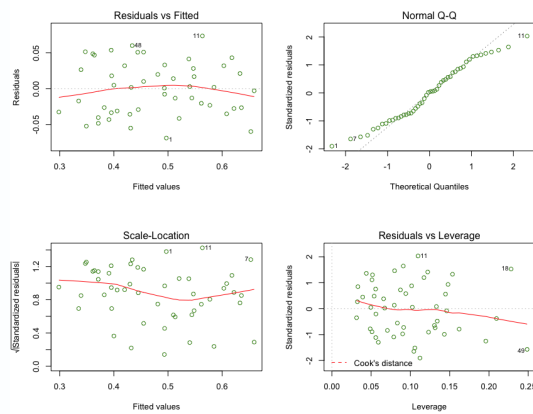 Residuals vs Fitted
Residuals
0.05
-0.05
11
48
1
0.3 0.4 0.5 0.6
Fitted values
Normal Q-Q
Standardized residuals
2
1
0
-1
-2
11
7
1
-2 -1 0 1 2
Theoretical Quantiles
Scale-Location
√|Standardized residuals|
1.2
0.8
0.4
0.0
1
11
7
0.3 0.4 0.5 0.6
Fitted values
Residuals vs Leverage
Standardized residuals
2
1
0
-1
-2
11
18
49
Cook's distance
0.00 0.05 0.10 0.15 0.20 0.25
Leverage